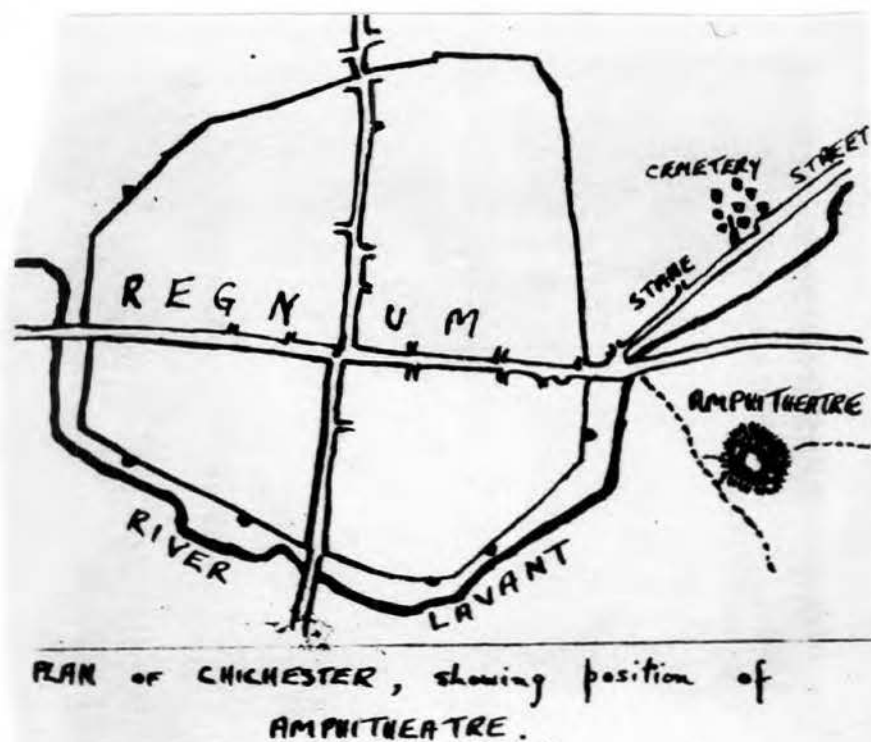 CEMETERY
STREET
STANE
REGNUM
AMPHITHEATRE
RIVER
LAVANT
PLAN OF CHICHESTER, showing position of
AMPHITHEATRE.